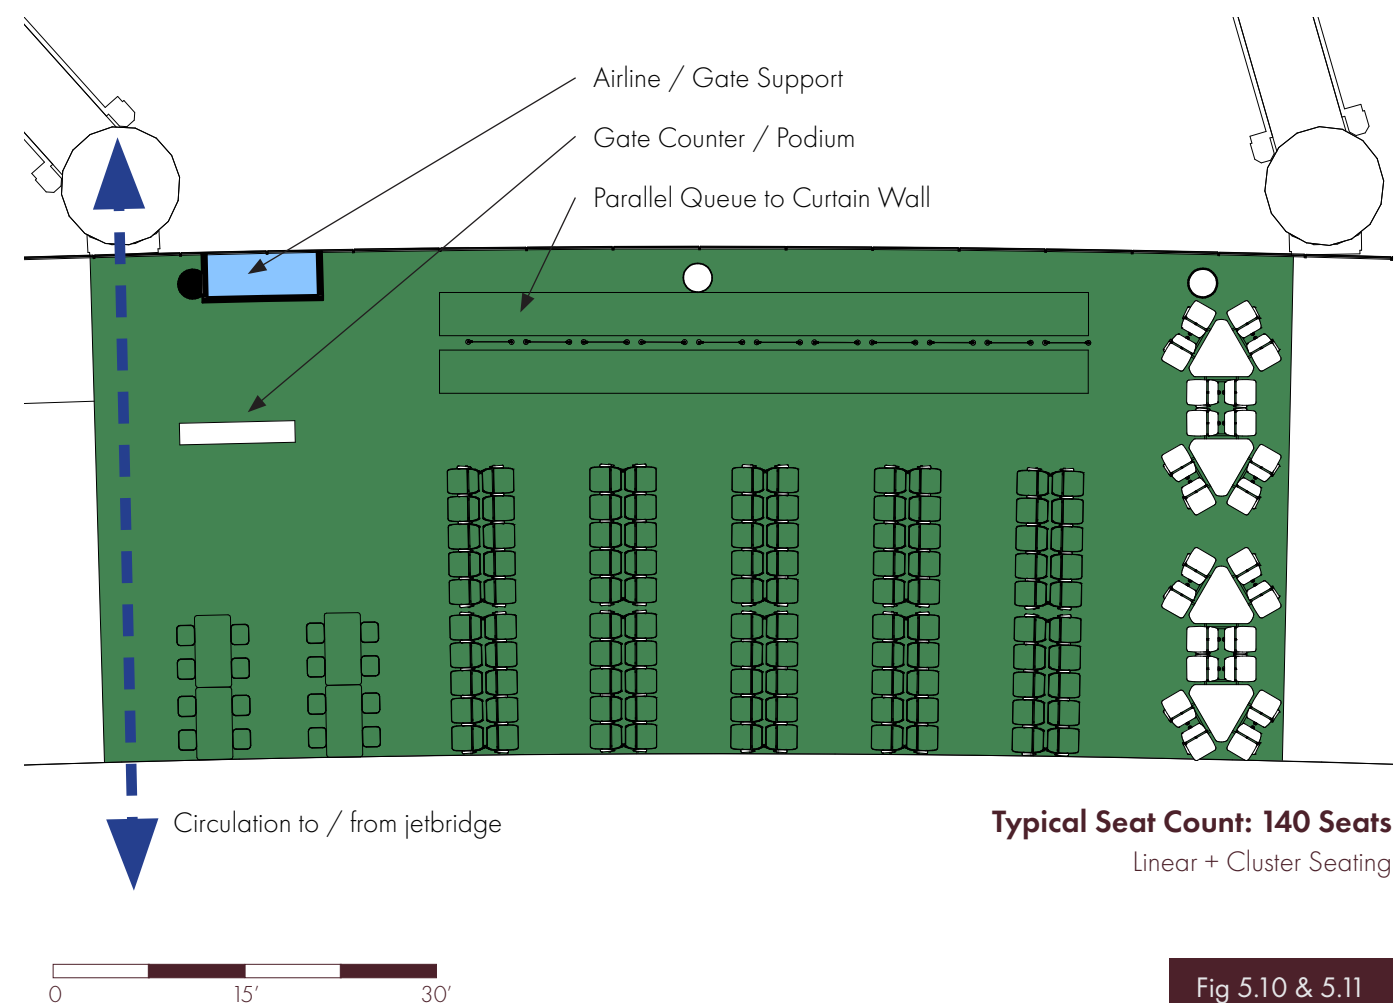 Airline / Gate Support
Gate Counter / Podium
Parallel Queue to Curtain Wall
Circulation to / from jetbridge
Typical Seat Count: 140 Seats
Linear + Cluster Seating
0 15’ 30’
Fig 5.10 & 5.11